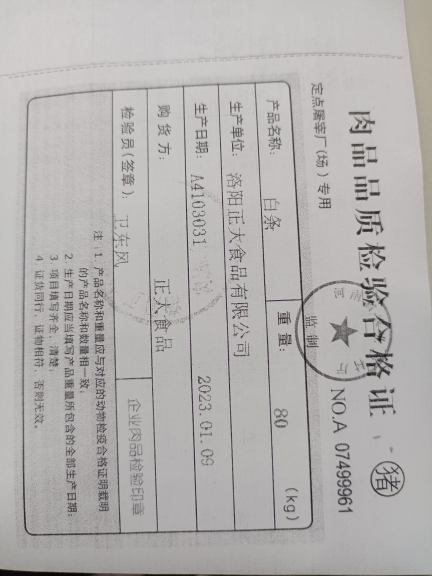 肉品品质检验合格证
猪
定点屠宰厂(场)专用
NO.A 07499961
监制
产品名称: 白条 重量: 80 (kg)
生产单位: 洛阳正大食品有限公司
生产日期: A4103031 2023.01.09
购货方: 正大食品
检验员(签章): 卫东风 企业肉品检验印章
注:1、产品名称和重量应与对应的动物检疫合格证明载明
的产品名称和数量相一致;
2、生产日期应当填写产品重量所包含的全部生产日期;
3、项目填写齐全、清楚;
4、证货同行、证物相符,否则无效。